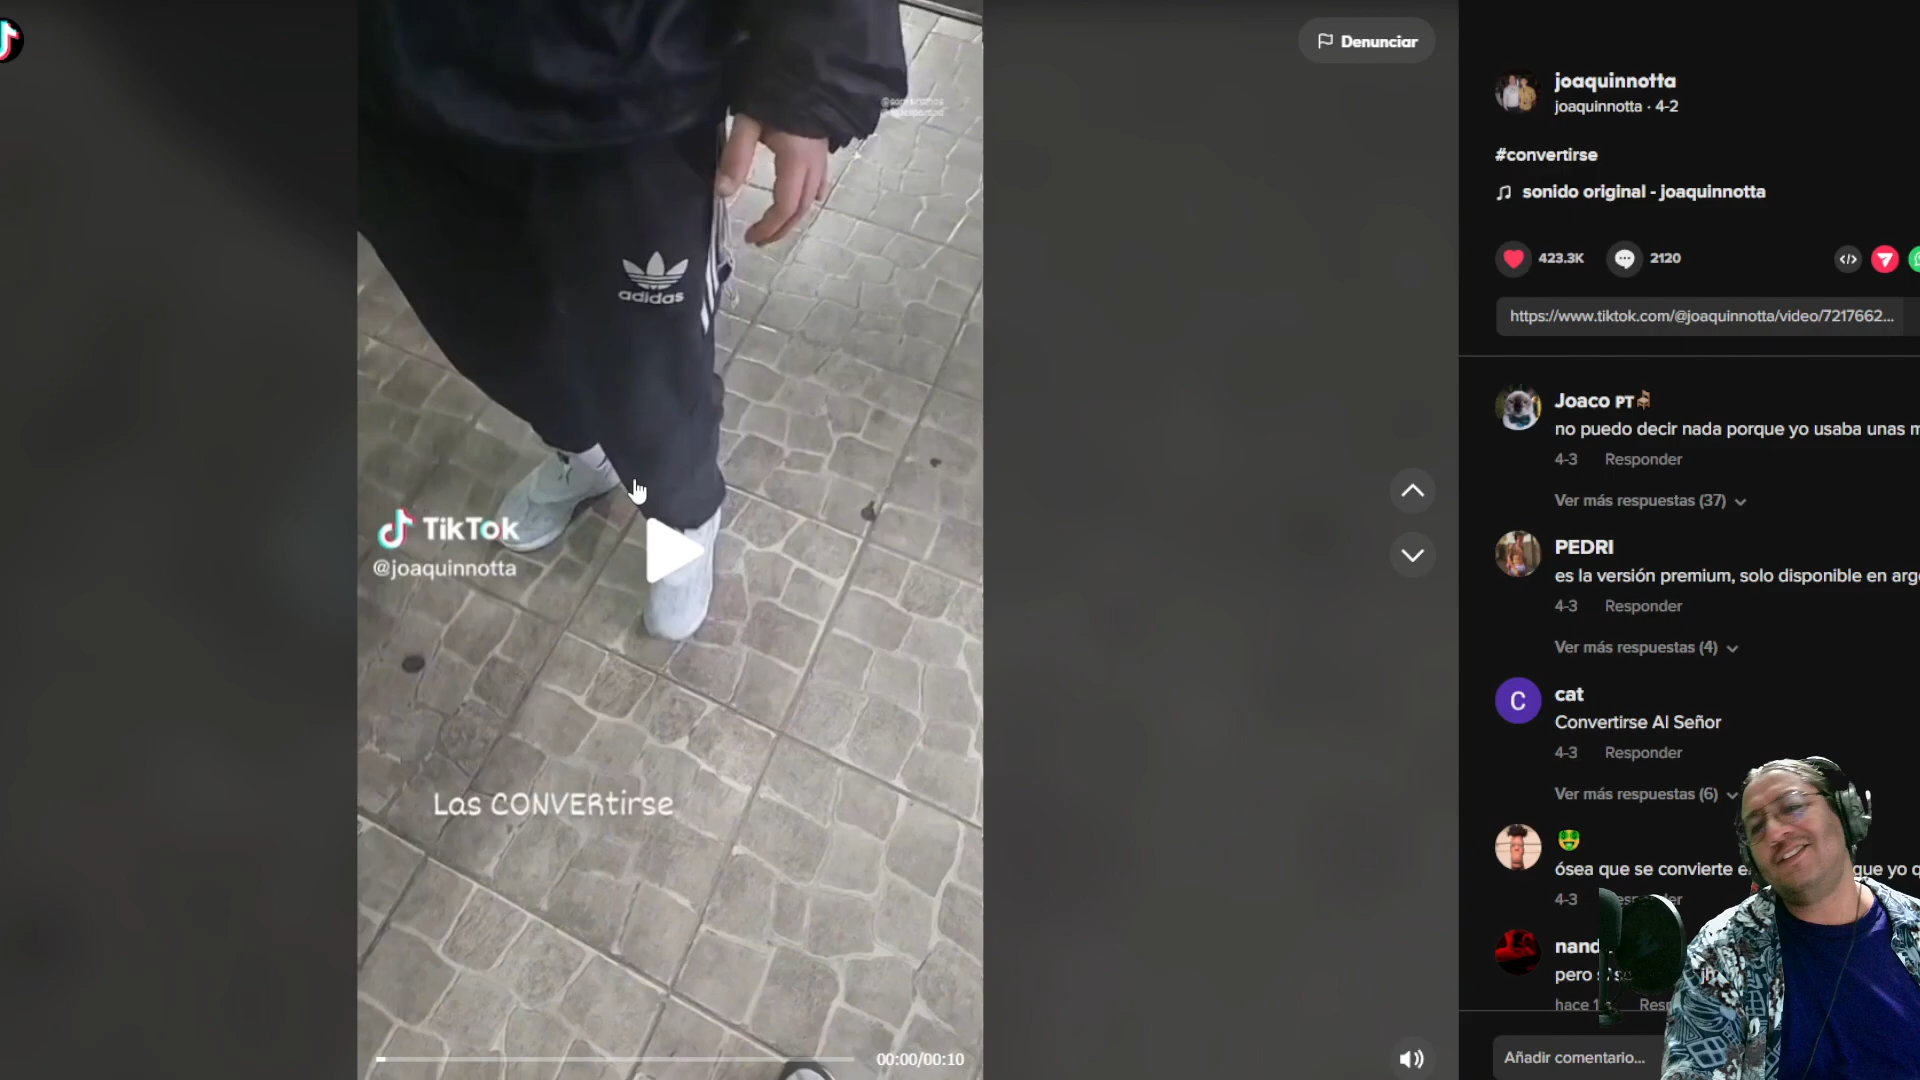 Denunciar
adidas
TikTok
@joaquinnotta
Las CONVERtirse
00:00/00:10
joaquinnotta
joaquinnotta · 4-2
#convertirse
sonido original - joaquinnotta
423.3K
2120
https://www.tiktok.com/@joaquinnotta/video/7217662...
Joaco PT
no puedo decir nada porque yo usaba unas
4-3 Responder
Ver más respuestas (37)
PEDRI
es la versión premium, solo disponible en
4-3 Responder
Ver más respuestas (4)
C
cat
Convertirse Al Señor
4-3 Responder
Ver más respuestas (6)
ósea que se convierte que yo
4-3
pero
hace
Añadir comentario...